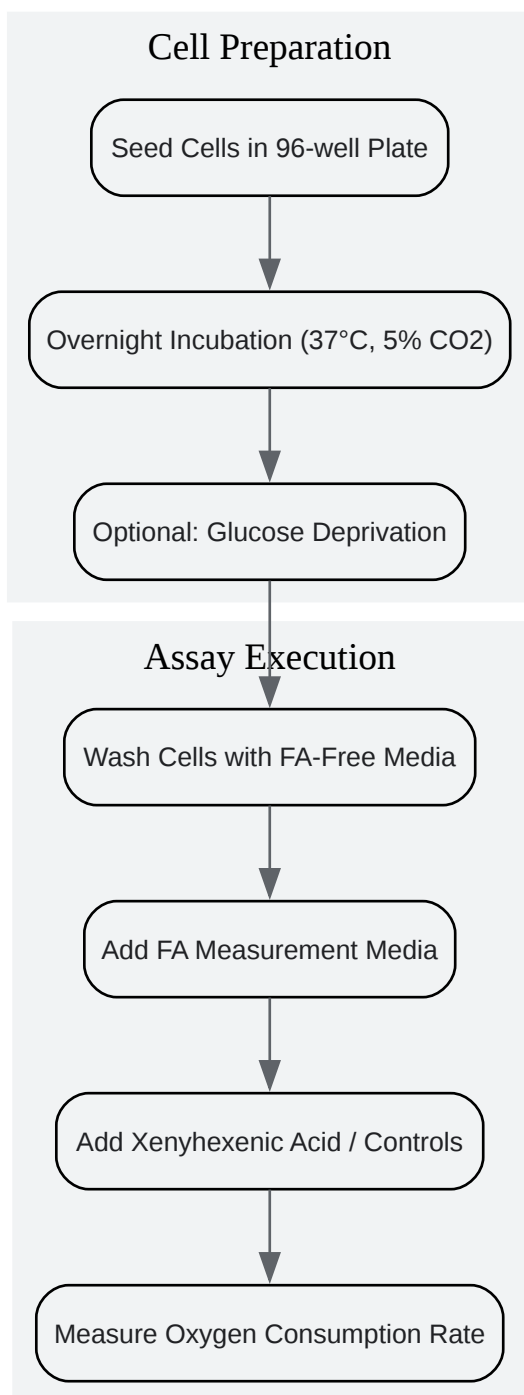 Cell Preparation
Seed Cells in 96-well Plate
Overnight Incubation (37°C, 5% CO2)
Optional: Glucose Deprivation
Assay Execution
Wash Cells with FA-Free Media
Add FA Measurement Media
Add Xenyhexenic Acid / Controls
Measure Oxygen Consumption Rate